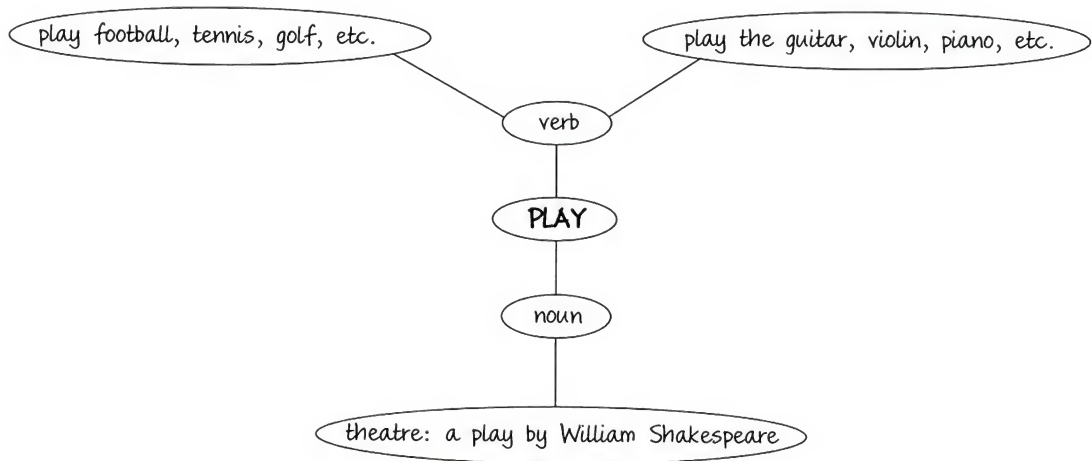 play football, tennis, golf, etc.
play the guitar, violin, piano, etc.
verb
PLAY
noun
theatre: a play by William Shakespeare